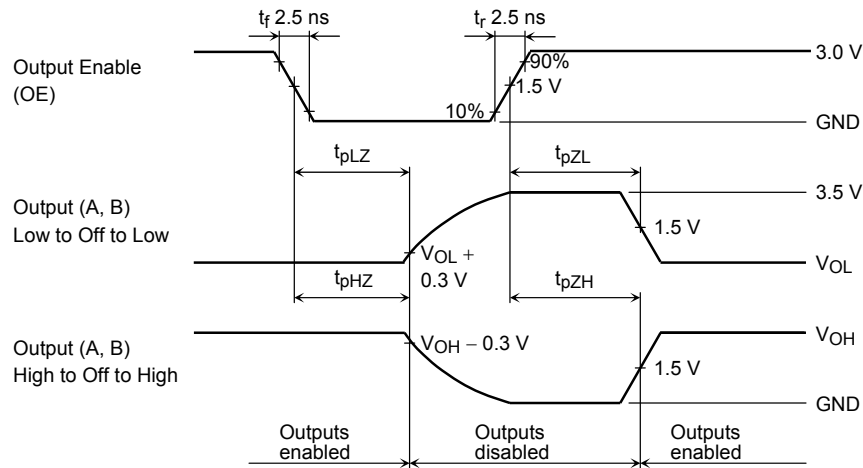 tf 2.5 ns
tr 2.5 ns
Output Enable
(OE)
90%
1.5 V
10%
3.0 V
GND
tpLZ
tpZL
Output (A, B)
Low to Off to Low
3.5 V
1.5 V
VOL
VOL +
0.3 V
tpHZ
tpZH
Output (A, B)
High to Off to High
VOH − 0.3 V
VOH
1.5 V
GND
Outputs
enabled
Outputs
disabled
Outputs
enabled